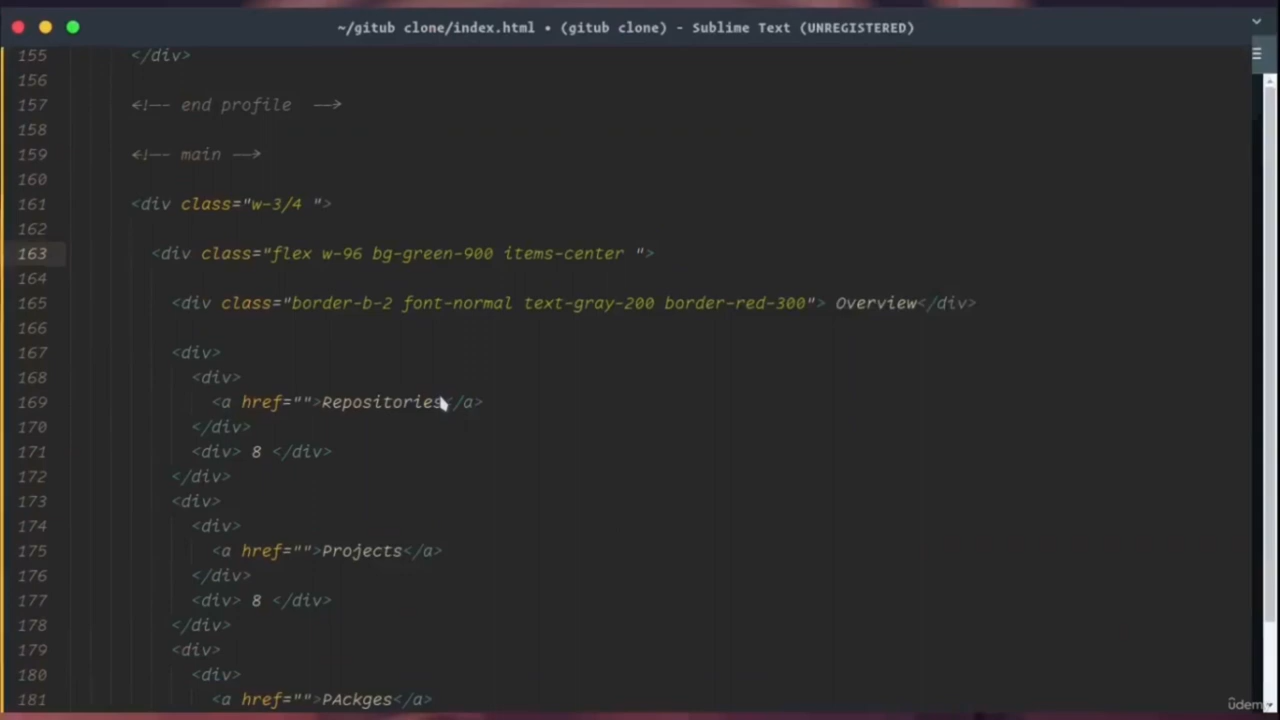 ~/gitub clone/index.html • (gitub clone) - Sublime Text (UNREGISTERED)
155 </div>
156
157 <!-- end profile -->
158
159 <!-- main -->
160
161 <div class="w-3/4 ">
162
163 <div class="flex w-96 bg-green-900 items-center ">
164
165 <div class="border-b-2 font-normal text-gray-200 border-red-300"> Overview</div>
166
167 <div>
168 <div>
169 <a href="">Repositories</a>
170 </div>
171 <div> 8 </div>
172 </div>
173 <div>
174 <div>
175 <a href="">Projects</a>
176 </div>
177 <div> 8 </div>
178 </div>
179 <div>
180 <div>
181 <a href="">PAckges</a>
ûdemy